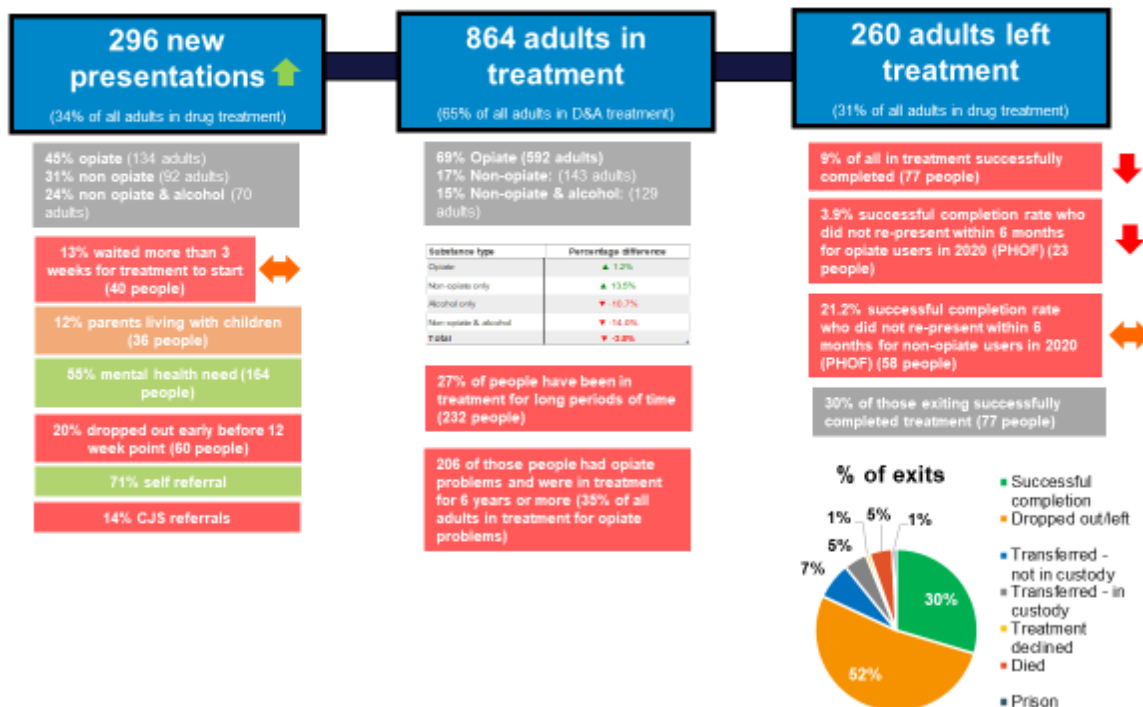 296 new
presentations
(34% of all adults in drug treatment)
45% opiate (134 adults)
31% non opiate (92 adults)
24% non opiate & alcohol (70
adults)
13% waited more than 3
weeks for treatment to start
(40 people)
12% parents living with children
(36 people)
55% mental health need (164
people)
20% dropped out early before 12
week point (60 people)
71% self referral
14% CJS referrals
864 adults in
treatment
(65% of all adults in D&A treatment)
69% Opiate (592 adults)
17% Non-opiate: (143 adults)
15% Non-opiate & alcohol: (129
adults)
Substance type Percentage difference
Opiate ▲ 1.2%
Non-opiate only ▲ 13.5%
Alcohol only ▼ -10.7%
Non opiate & alcohol ▼ -14.0%
Total ▼ -3.8%
27% of people have been in
treatment for long periods of time
(232 people)
206 of those people had opiate
problems and were in treatment
for 6 years or more (35% of all
adults in treatment for opiate
problems)
260 adults left
treatment
(31% of all adults in drug treatment)
9% of all in treatment successfully
completed (77 people)
3.9% successful completion rate who
did not re-present within 6 months
for opiate users in 2020 (PHOF) (23
people)
21.2% successful completion rate
who did not re-present within 6
months for non-opiate users in 2020
(PHOF) (58 people)
30% of those exiting successfully
completed treatment (77 people)
% of exits
1% 5% 1%
5%
7%
30%
52%
Successful
completion
Dropped out/left
Transferred -
not in custody
Transferred - in
custody
Treatment
declined
Died
Prison